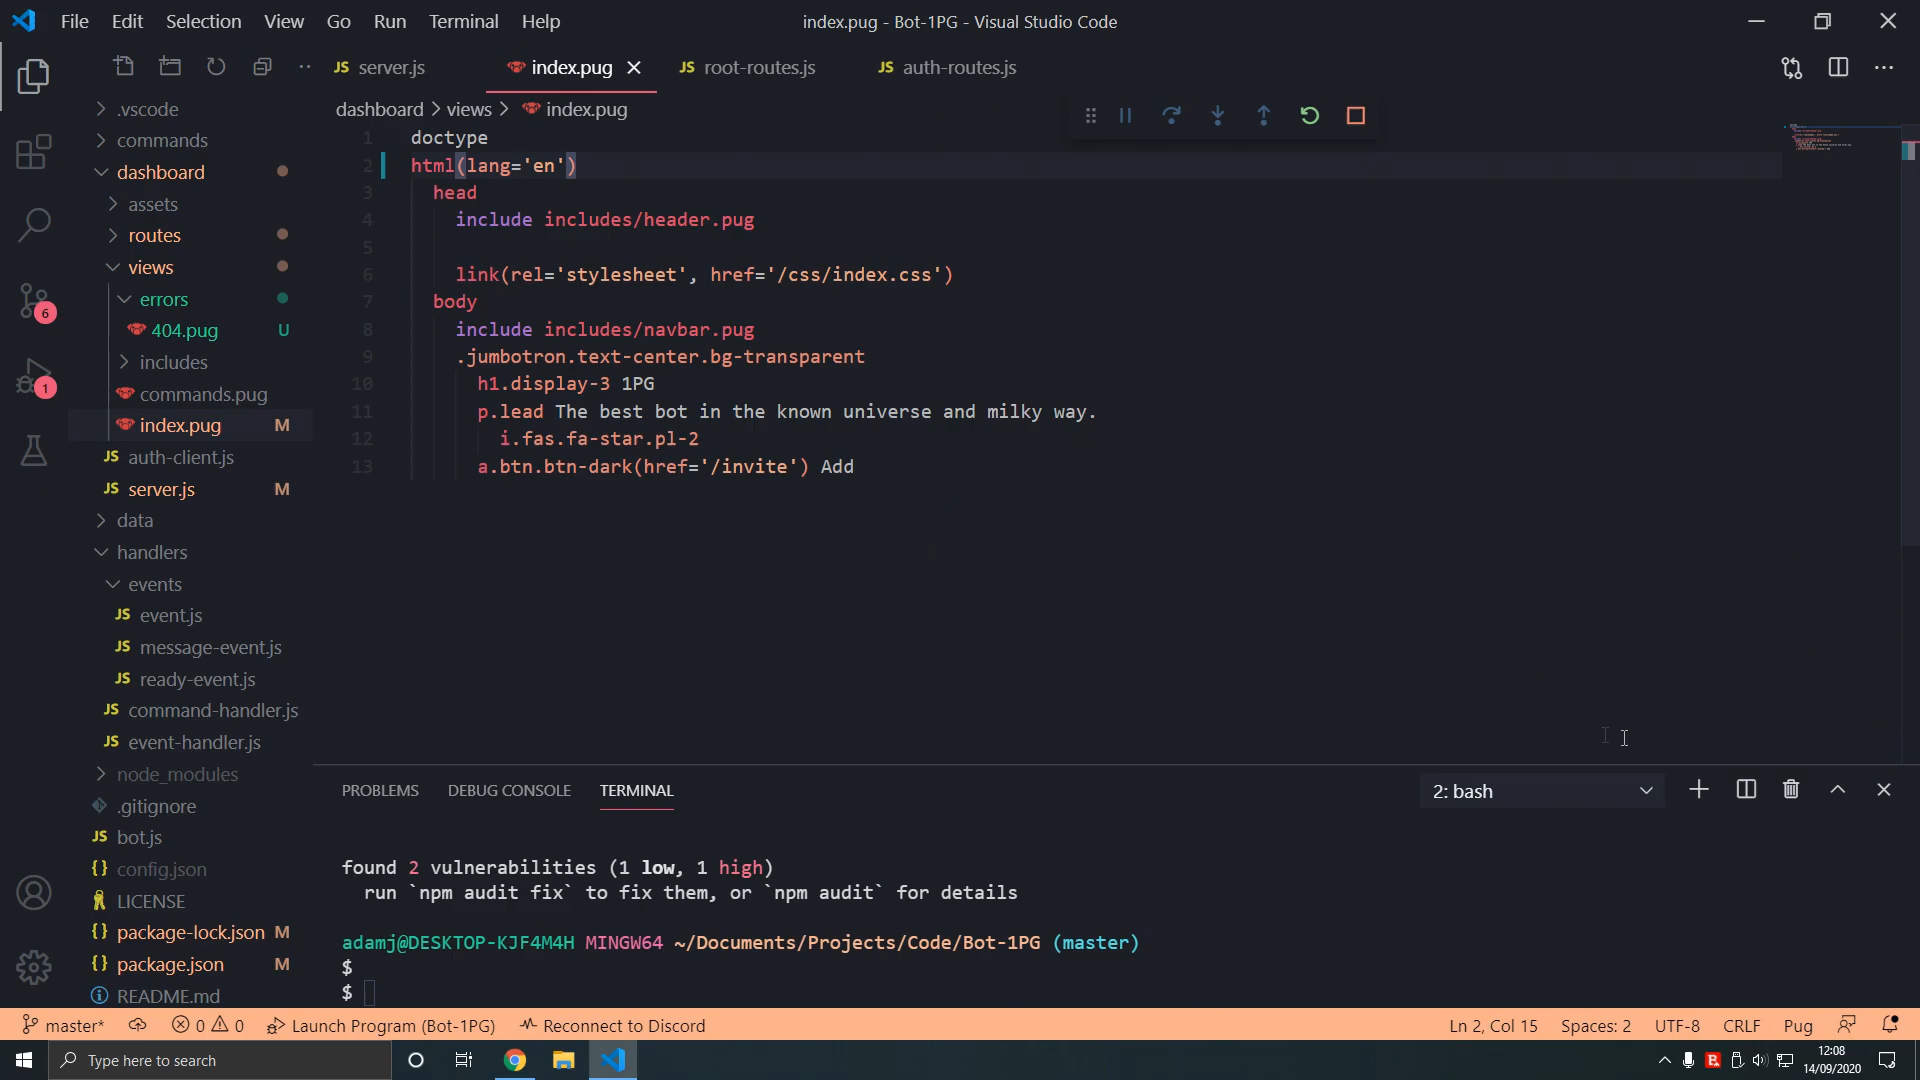 File Edit Selection View Go Run Terminal Help
index.pug - Bot-1PG - Visual Studio Code
JS server.js
index.pug
JS root-routes.js
JS auth-routes.js
dashboard > views > index.pug
.vscode
commands
dashboard
assets
routes
views
errors
404.pug U
includes
commands.pug
index.pug M
JS auth-client.js
JS server.js M
data
handlers
events
JS event.js
JS message-event.js
JS ready-event.js
JS command-handler.js
JS event-handler.js
node_modules
.gitignore
JS bot.js
{} config.json
LICENSE
{} package-lock.json M
{} package.json M
README.md
6
1
1 doctype
2 html(lang='en')
3 head
4 include includes/header.pug
5
6 link(rel='stylesheet', href='/css/index.css')
7 body
8 include includes/navbar.pug
9 .jumbotron.text-center.bg-transparent
10 h1.display-3 1PG
11 p.lead The best bot in the known universe and milky way.
12 i.fas.fa-star.pl-2
13 a.btn.btn-dark(href='/invite') Add
PROBLEMS DEBUG CONSOLE TERMINAL
2: bash
found 2 vulnerabilities (1 low, 1 high)
run `npm audit fix` to fix them, or `npm audit` for details
adamj@DESKTOP-KJF4M4H MINGW64 ~/Documents/Projects/Code/Bot-1PG (master)
$
$
master* 0 0 Launch Program (Bot-1PG) Reconnect to Discord
Ln 2, Col 15 Spaces: 2 UTF-8 CRLF Pug
Type here to search
12:08
14/09/2020